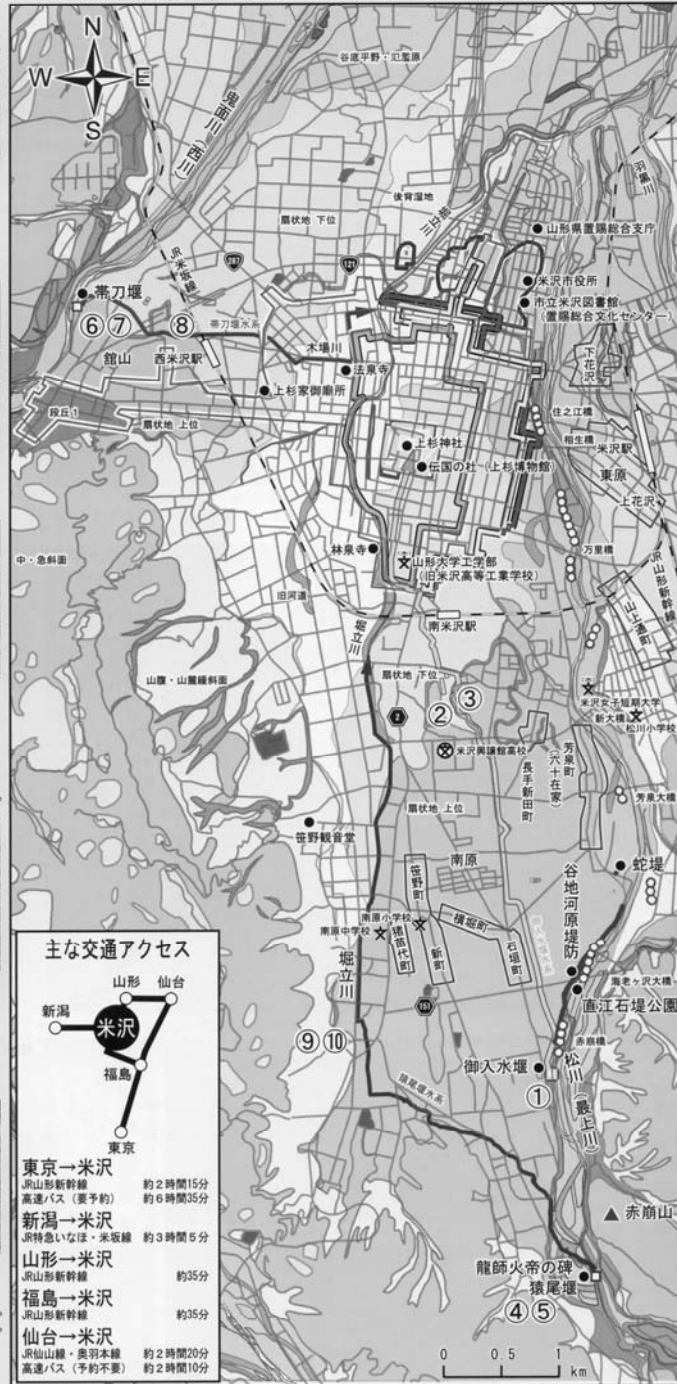 N
W E
S
谷底平野・氾濫原
鬼面川（西川）
羽黒川
後背湿地
堀立川
扇状地 下位
山形県置賜総合支庁
JR米坂線
287
121
米沢市役所
帯刀堰
市立米沢図書館
（置賜総合文化センター）
⑥⑦
⑧
帯刀堰水系
木場川
下花沢
舘山
西米沢駅
法泉寺
上杉家御廟所
住之江橋
段丘1
扇状地 上位
相生橋
米沢駅
上杉神社
東原
伝国の杜（上杉博物館）
上花沢
林泉寺
万里橋
中・急斜面
山形大学工学部
（旧米沢高等工業学校）
JR山形新幹線
旧河道
山上通町
南米沢駅
堀立川
扇状地 下位
山腹・山麓緩斜面
米沢女子短期大学
②
③
2
新大橋
松川小学校
米沢興譲館高校
長手新田町
芳泉町
（六十在家）
扇状地 上位
芳泉大橋
笹野観音堂
蛇堤
南原
谷地河原堤防
笹野町
南原小学校
南原中学校
猪苗代町
新町
横堀町
石垣町
海老ヶ沢大橋
直江石堤公園
堀立川
151
赤崩橋
⑨⑩
御入水堰
猿尾堰水系
①
松川（最上川）
赤崩山
龍師火帝の碑
猿尾堰
④⑤
0 0.5 1
km
主な交通アクセス
山形 仙台
新潟
米沢
福島
東京
東京→米沢
JR山形新幹線 約2時間15分
高速バス（要予約） 約6時間35分
新潟→米沢
JR特急いなほ・米坂線 約3時間5分
山形→米沢
JR山形新幹線 約35分
福島→米沢
JR山形新幹線 約35分
仙台→米沢
JR仙山線・奥羽本線 約2時間20分
高速バス（予約不要） 約2時間10分